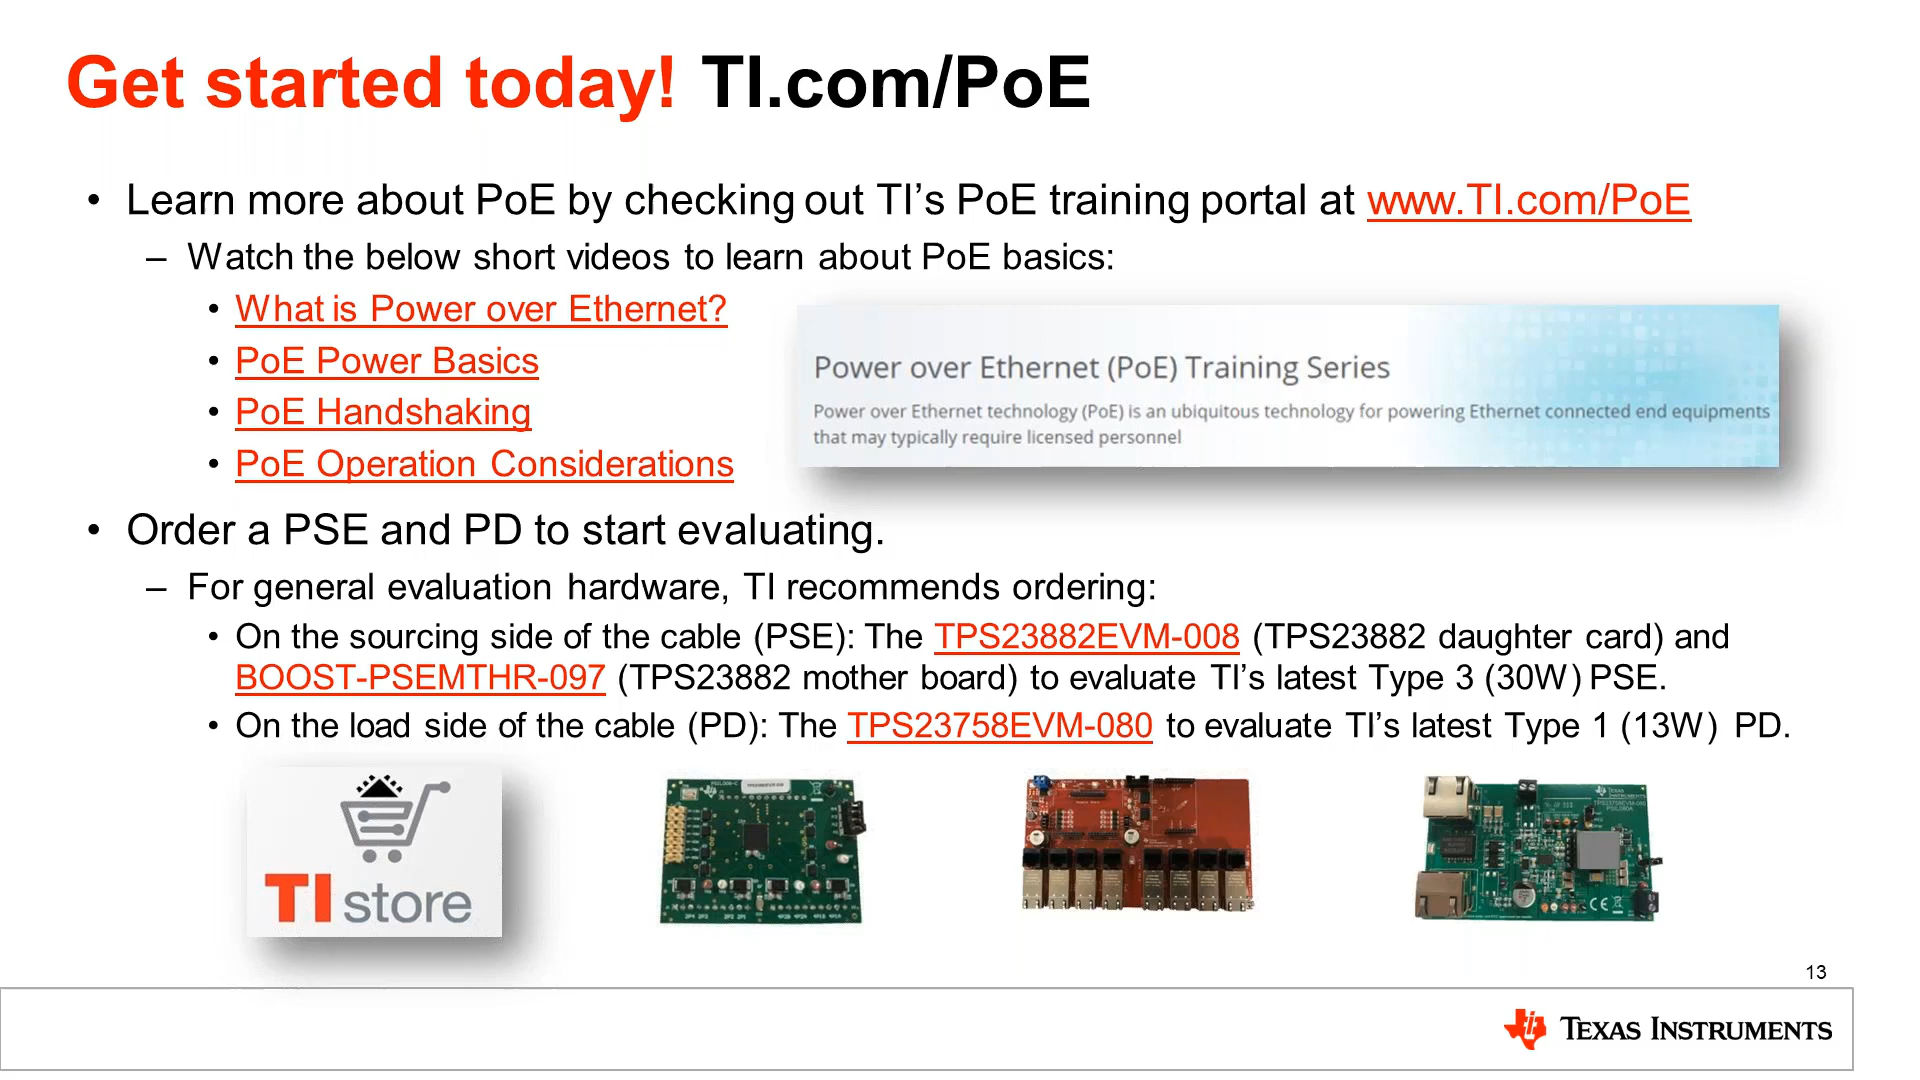 Get started today! TI.com/PoE
• Learn more about PoE by checking out TI’s PoE training portal at www.TI.com/PoE
– Watch the below short videos to learn about PoE basics:
• What is Power over Ethernet?
• PoE Power Basics
• PoE Handshaking
• PoE Operation Considerations
Power over Ethernet (PoE) Training Series
Power over Ethernet technology (PoE) is an ubiquitous technology for powering Ethernet connected end equipments
that may typically require licensed personnel
• Order a PSE and PD to start evaluating.
– For general evaluation hardware, TI recommends ordering:
• On the sourcing side of the cable (PSE): The TPS23882EVM-008 (TPS23882 daughter card) and
BOOST-PSEMTHR-097 (TPS23882 mother board) to evaluate TI’s latest Type 3 (30W) PSE.
• On the load side of the cable (PD): The TPS23758EVM-080 to evaluate TI’s latest Type 1 (13W) PD.
TI store
13
TEXAS INSTRUMENTS